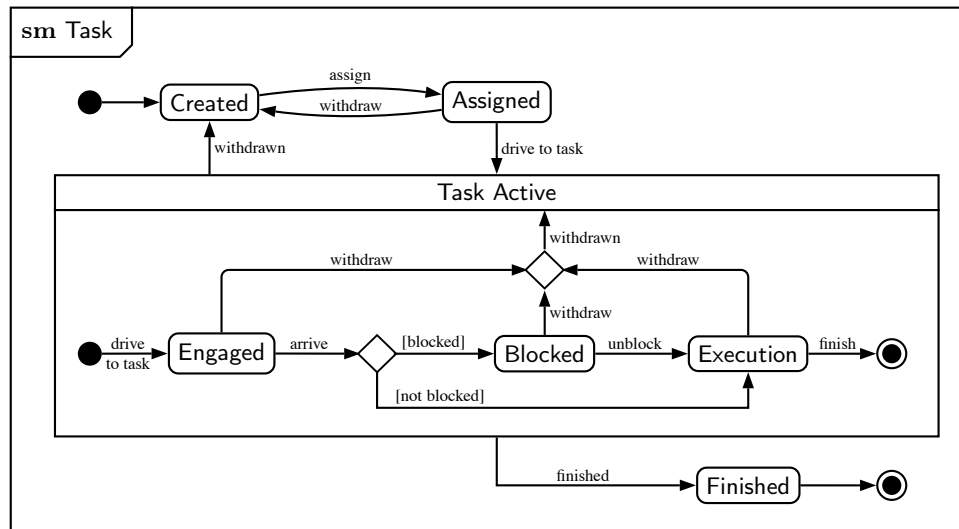 sm Task
assign
Created
Assigned
withdraw
withdrawn
drive to task
Task Active
withdrawn
withdraw
withdraw
withdraw
drive
to task
Engaged
arrive
[blocked]
Blocked
unblock
Execution
finish
[not blocked]
finished
Finished